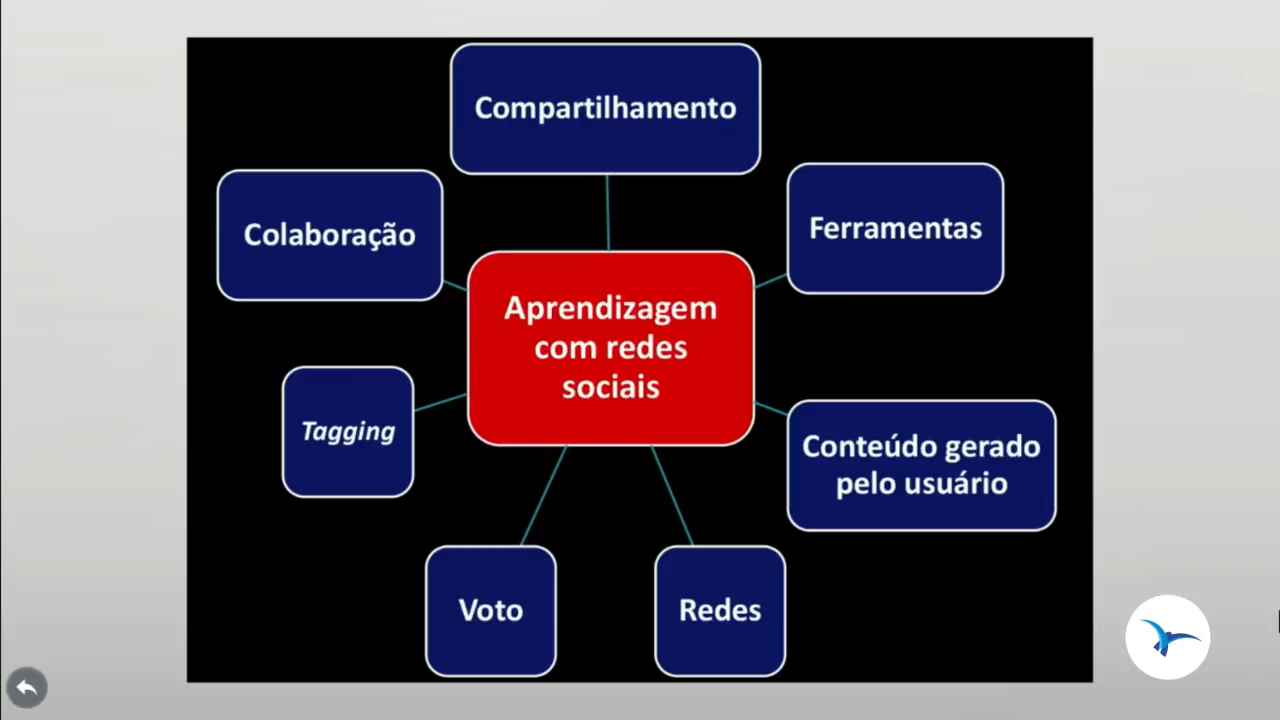 Compartilhamento
Colaboração
Ferramentas
Aprendizagem
com redes
sociais
Tagging
Conteúdo gerado
pelo usuário
Voto
Redes